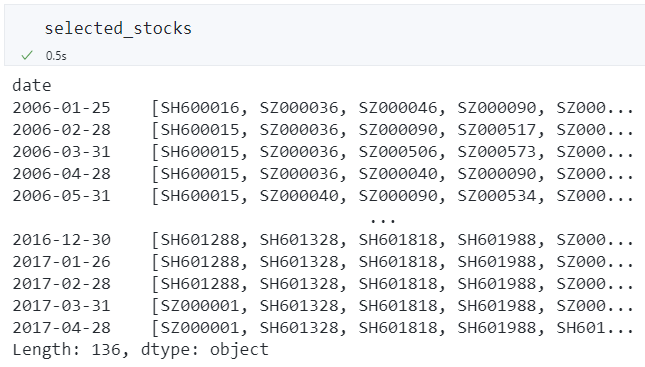 selected_stocks
0.5s
date
2006-01-25    [SH600016, SZ000036, SZ000046, SZ000090, SZ000...
2006-02-28    [SH600015, SZ000036, SZ000090, SZ000517, SZ000...
2006-03-31    [SH600015, SZ000036, SZ000506, SZ000573, SZ000...
2006-04-28    [SH600015, SZ000036, SZ000040, SZ000090, SZ000...
2006-05-31    [SH600015, SZ000040, SZ000090, SZ000534, SZ000...
...
2016-12-30    [SH601288, SH601328, SH601818, SH601988, SZ000...
2017-01-26    [SH601288, SH601328, SH601818, SH601988, SZ000...
2017-02-28    [SH601288, SH601328, SH601818, SH601988, SZ000...
2017-03-31    [SZ000001, SH601328, SH601818, SH601988, SZ000...
2017-04-28    [SZ000001, SH601328, SH601818, SH601988, SH601...
Length: 136, dtype: object